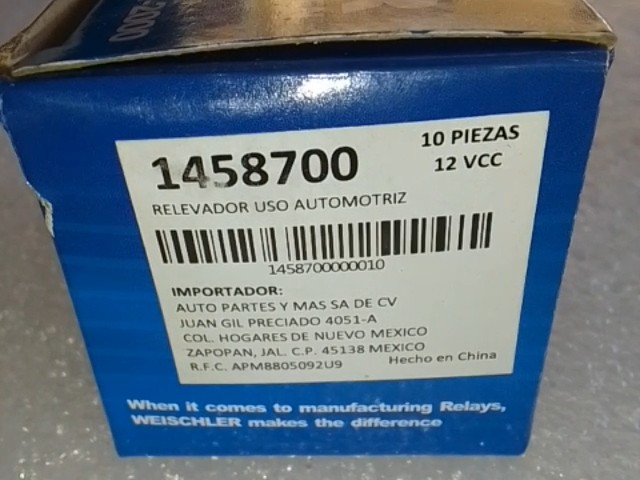 2000
1458700
10 PIEZAS
12 VCC
RELEVADOR USO AUTOMOTRIZ
1458700000010
IMPORTADOR:
AUTO PARTES Y MAS SA DE CV
JUAN GIL PRECIADO 4051-A
COL. HOGARES DE NUEVO MEXICO
ZAPOPAN, JAL. C.P. 45138 MEXICO
R.F.C. APM8805092U9
Hecho en China
When it comes to manufacturing Relays,
WEISCHLER makes the difference